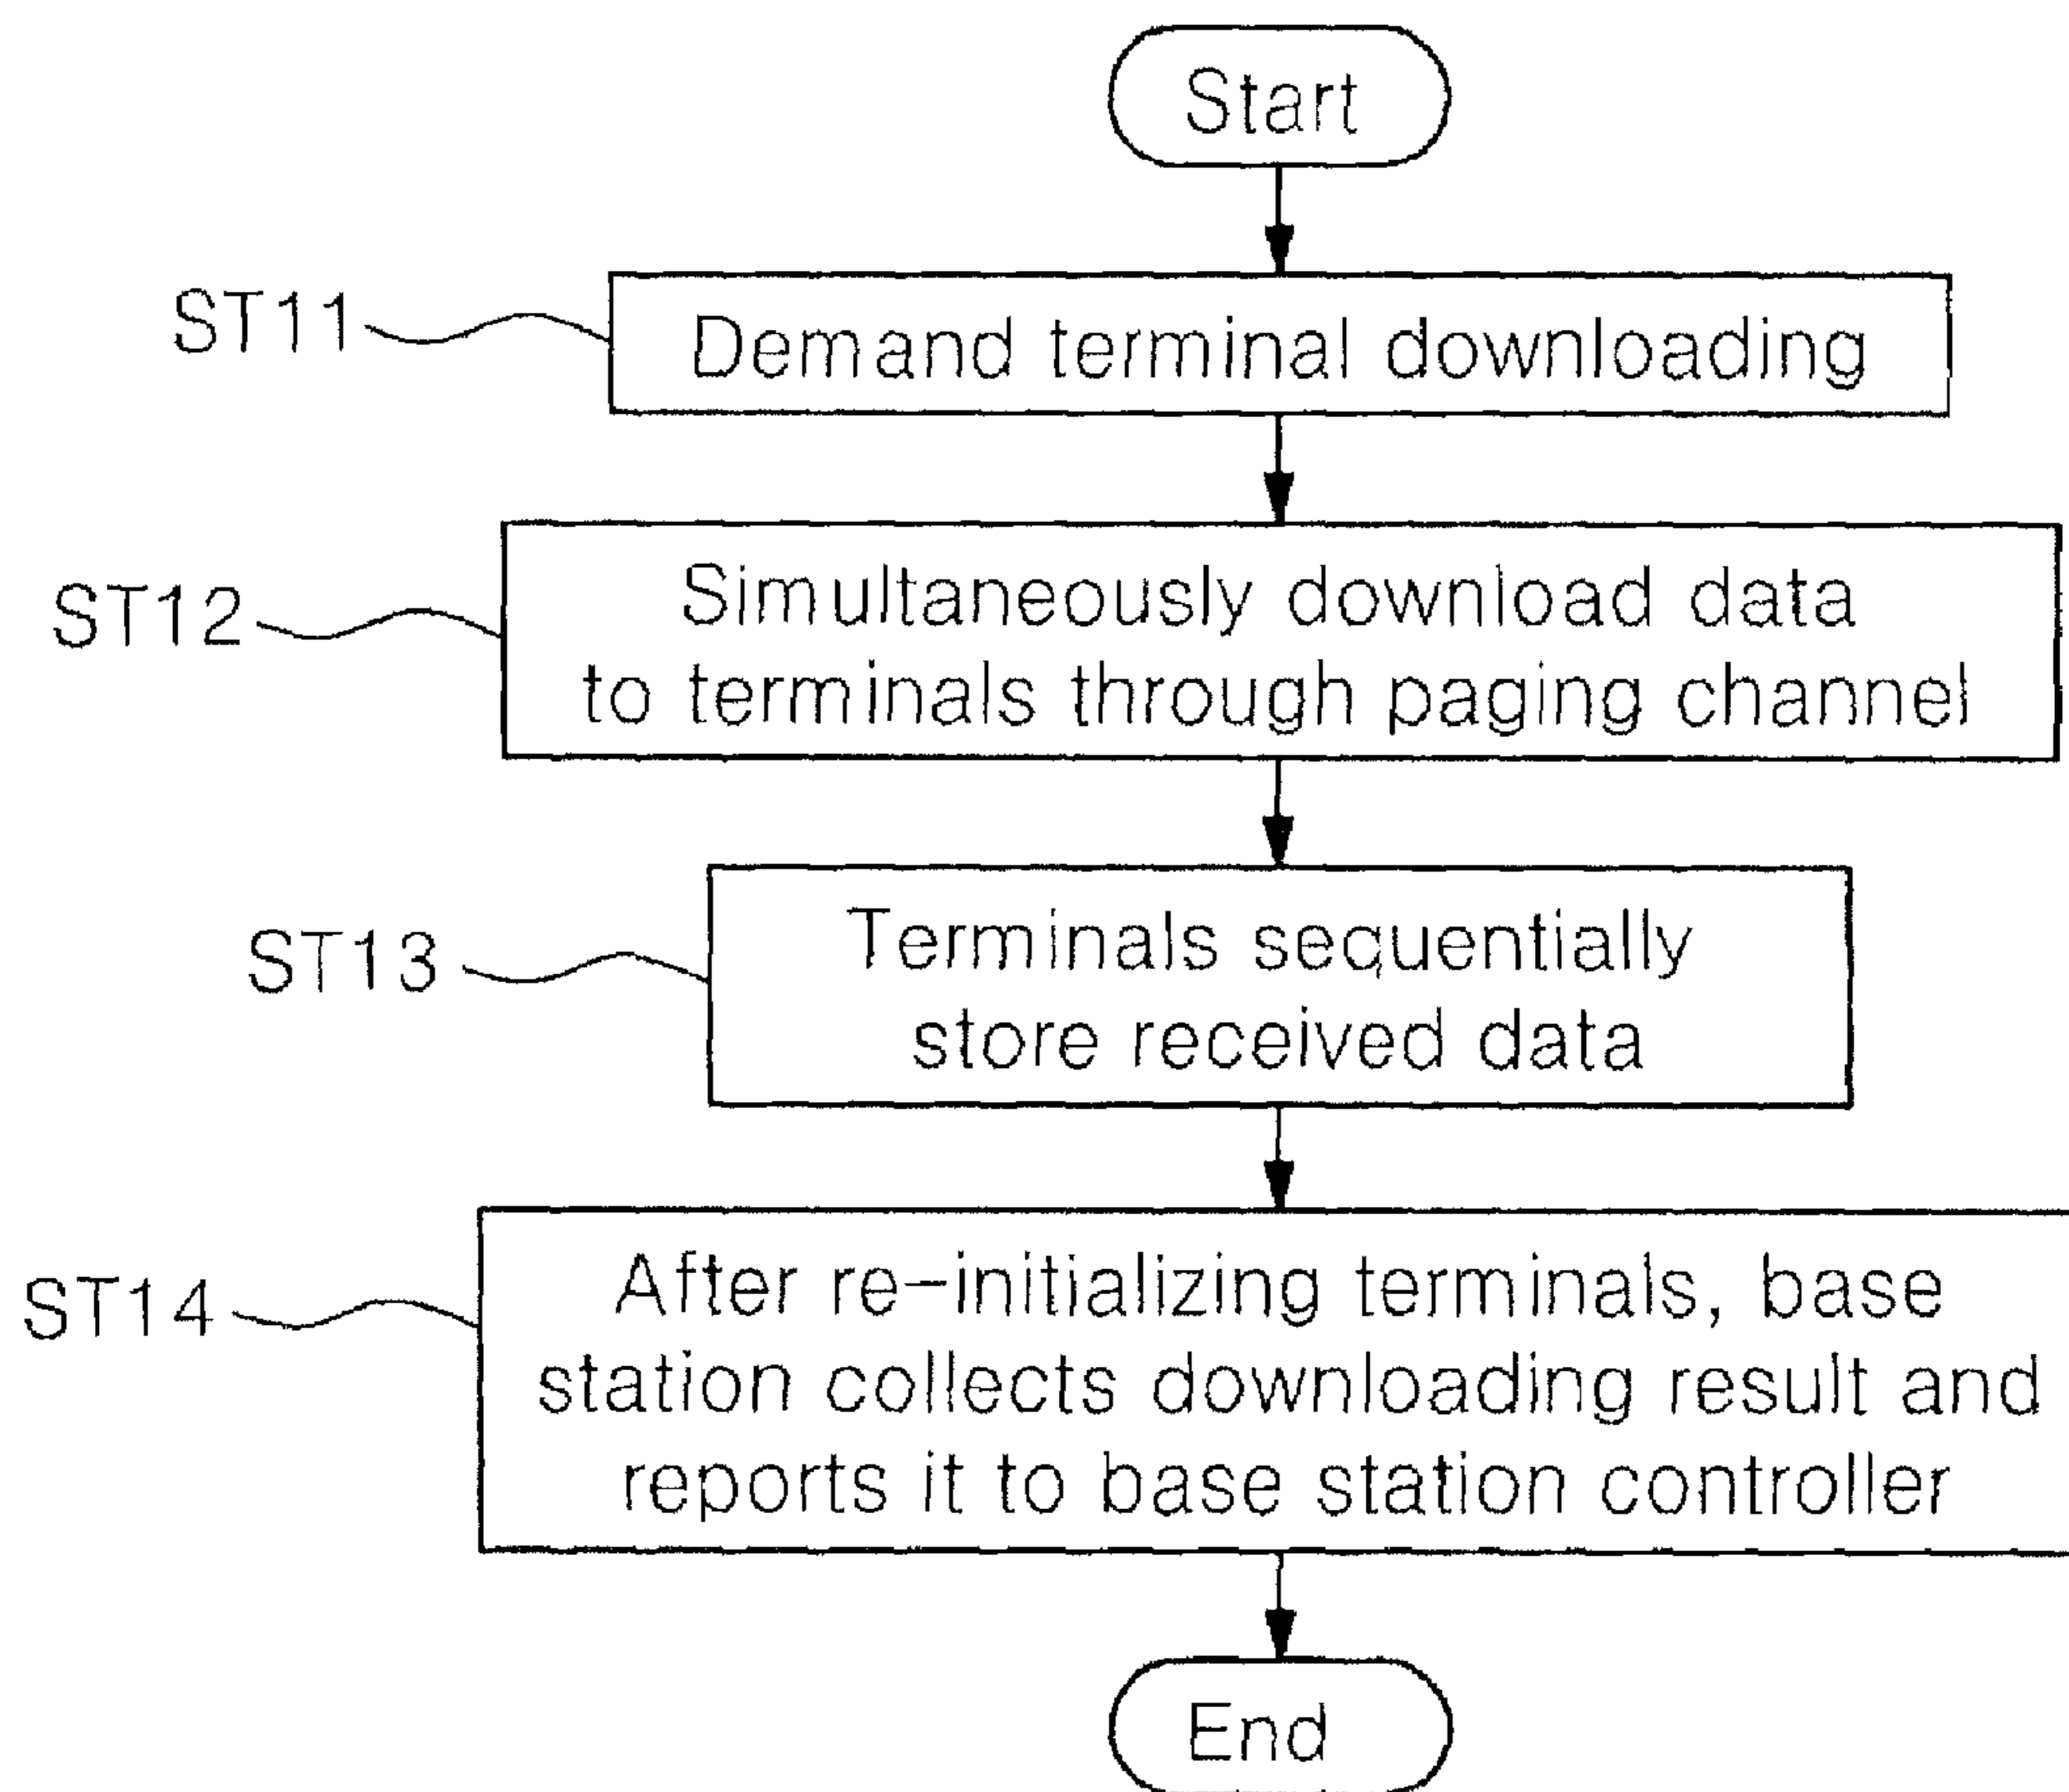 Start
ST11
Demand terminal downloading
ST12
Simultaneously download data
to terminals through paging channel
ST13
Terminals sequentially
store received data
ST14
After re-initializing terminals, base
station collects downloading result and
reports it to base station controller
End